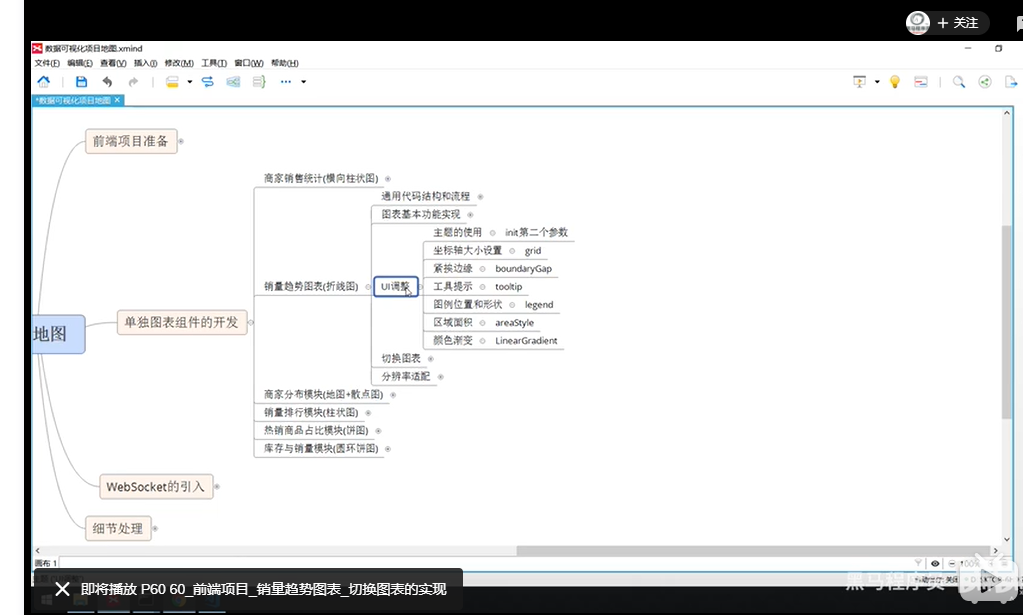 + 关注
数据可视化项目地图.xmind
文件(F) 编辑(E) 查看(V) 插入(I) 修改(M) 工具(T) 窗口(W) 帮助(H)
*数据可视化项目地图
前端项目准备
商家销售统计(横向柱状图)
通用代码结构和流程
图表基本功能实现
主题的使用 init第二个参数
坐标轴大小设置 grid
紧挨边缘 boundaryGap
销量趋势图表(折线图) UI调整 工具提示 tooltip
图例位置和形状 legend
区域面积 areaStyle
地图 单独图表组件的开发
颜色渐变 LinearGradient
切换图表
分辨率适配
商家分布模块(地图+散点图)
销量排行模块(柱状图)
热销商品占比模块(饼图)
库存与销量模块(圆环饼图)
WebSocket的引入
细节处理
画布 1
100%
即将播放 P60 60_前端项目_销量趋势图表_切换图表的实现
黑马程序员